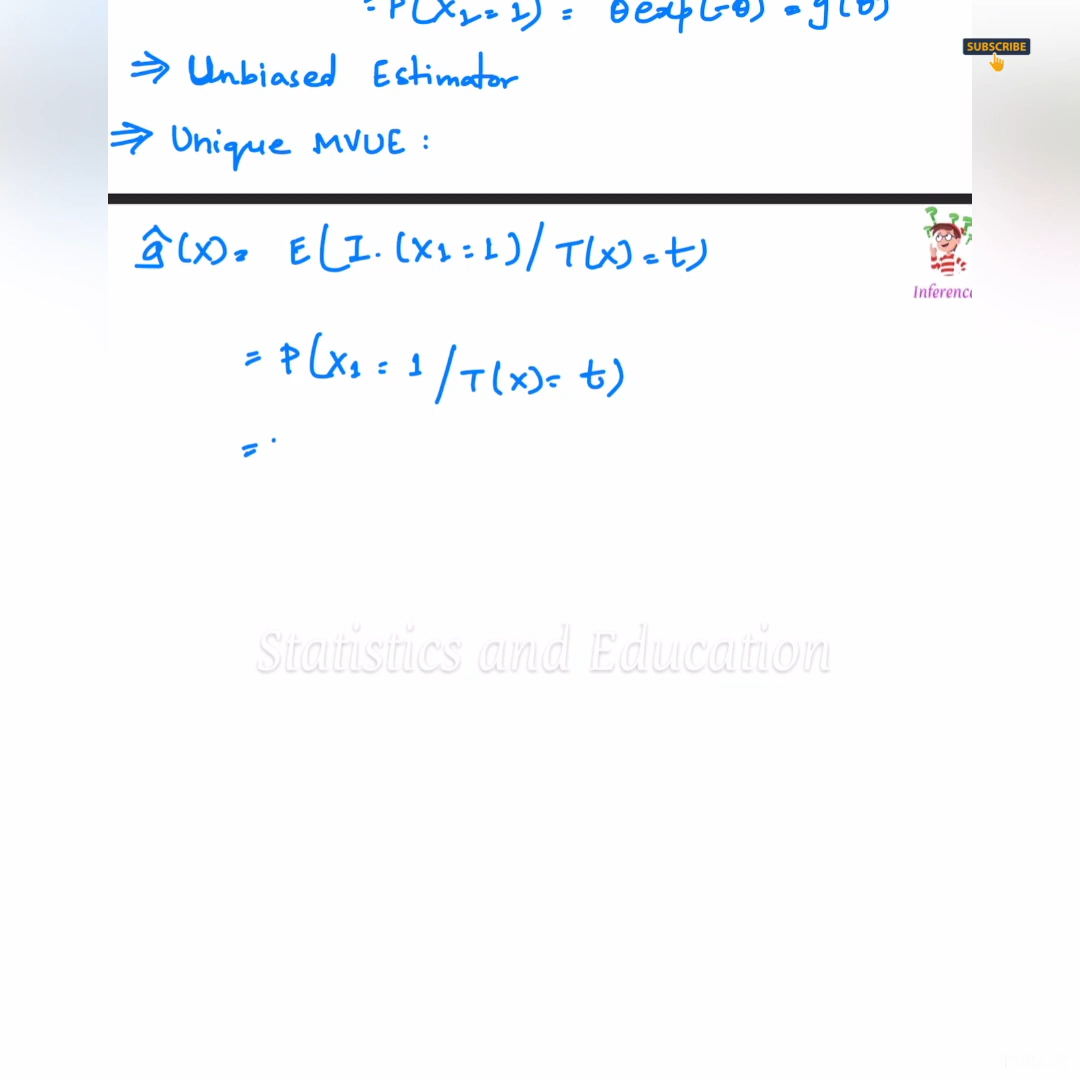 = P(X₁ = 1) = θ exp(-θ) = g(θ)
SUBSCRIBE
⇒ Unbiased Estimator
⇒ Unique MVUE :
ĝ(x) = E(I.(X₁ = 1) / T(x) = t)
Inference
= P(X₁ = 1 / T(x) = t)
=
Statistics and Education